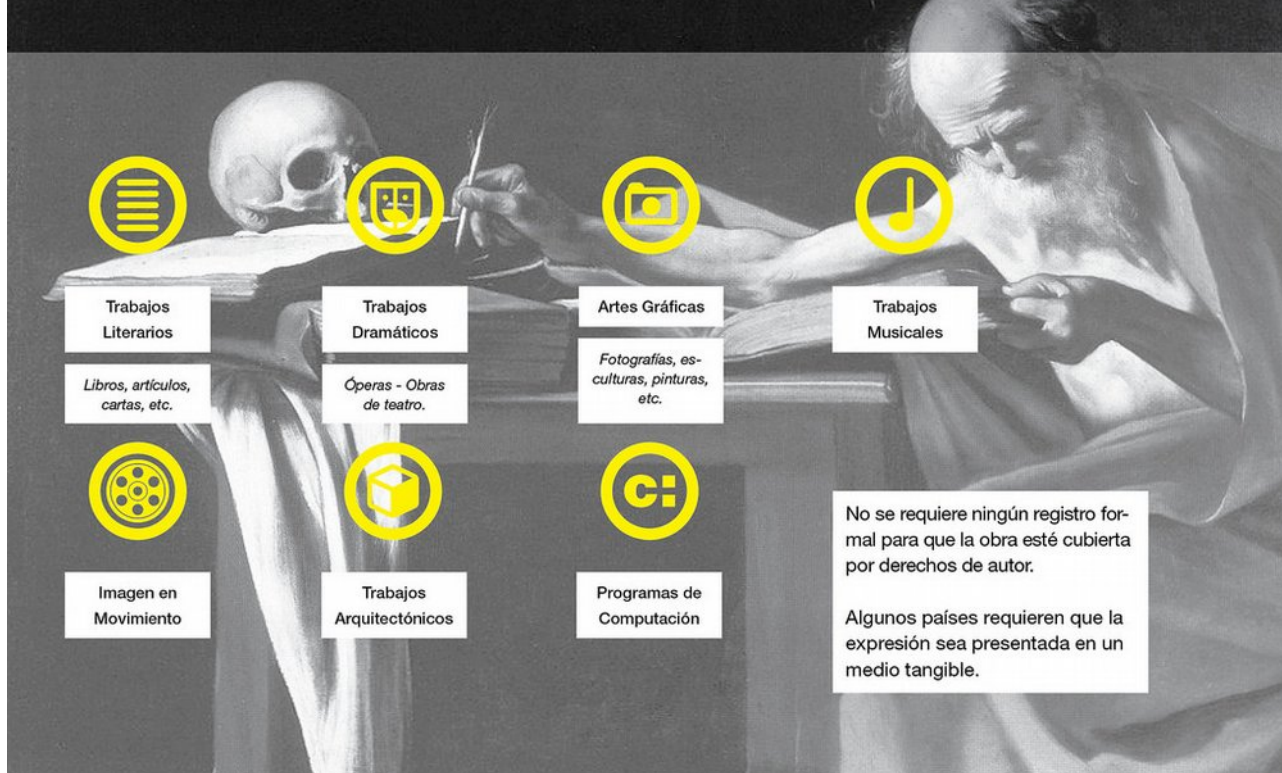 Trabajos
Literarios
Libros, artículos,
cartas, etc.
Trabajos
Dramáticos
Óperas - Obras
de teatro.
Artes Gráficas
Fotografías, es-
culturas, pinturas,
etc.
Trabajos
Musicales
Imagen en
Movimiento
Trabajos
Arquitectónicos
C:
Programas de
Computación
No se requiere ningún registro for-
mal para que la obra esté cubierta
por derechos de autor.
Algunos países requieren que la
expresión sea presentada en un
medio tangible.